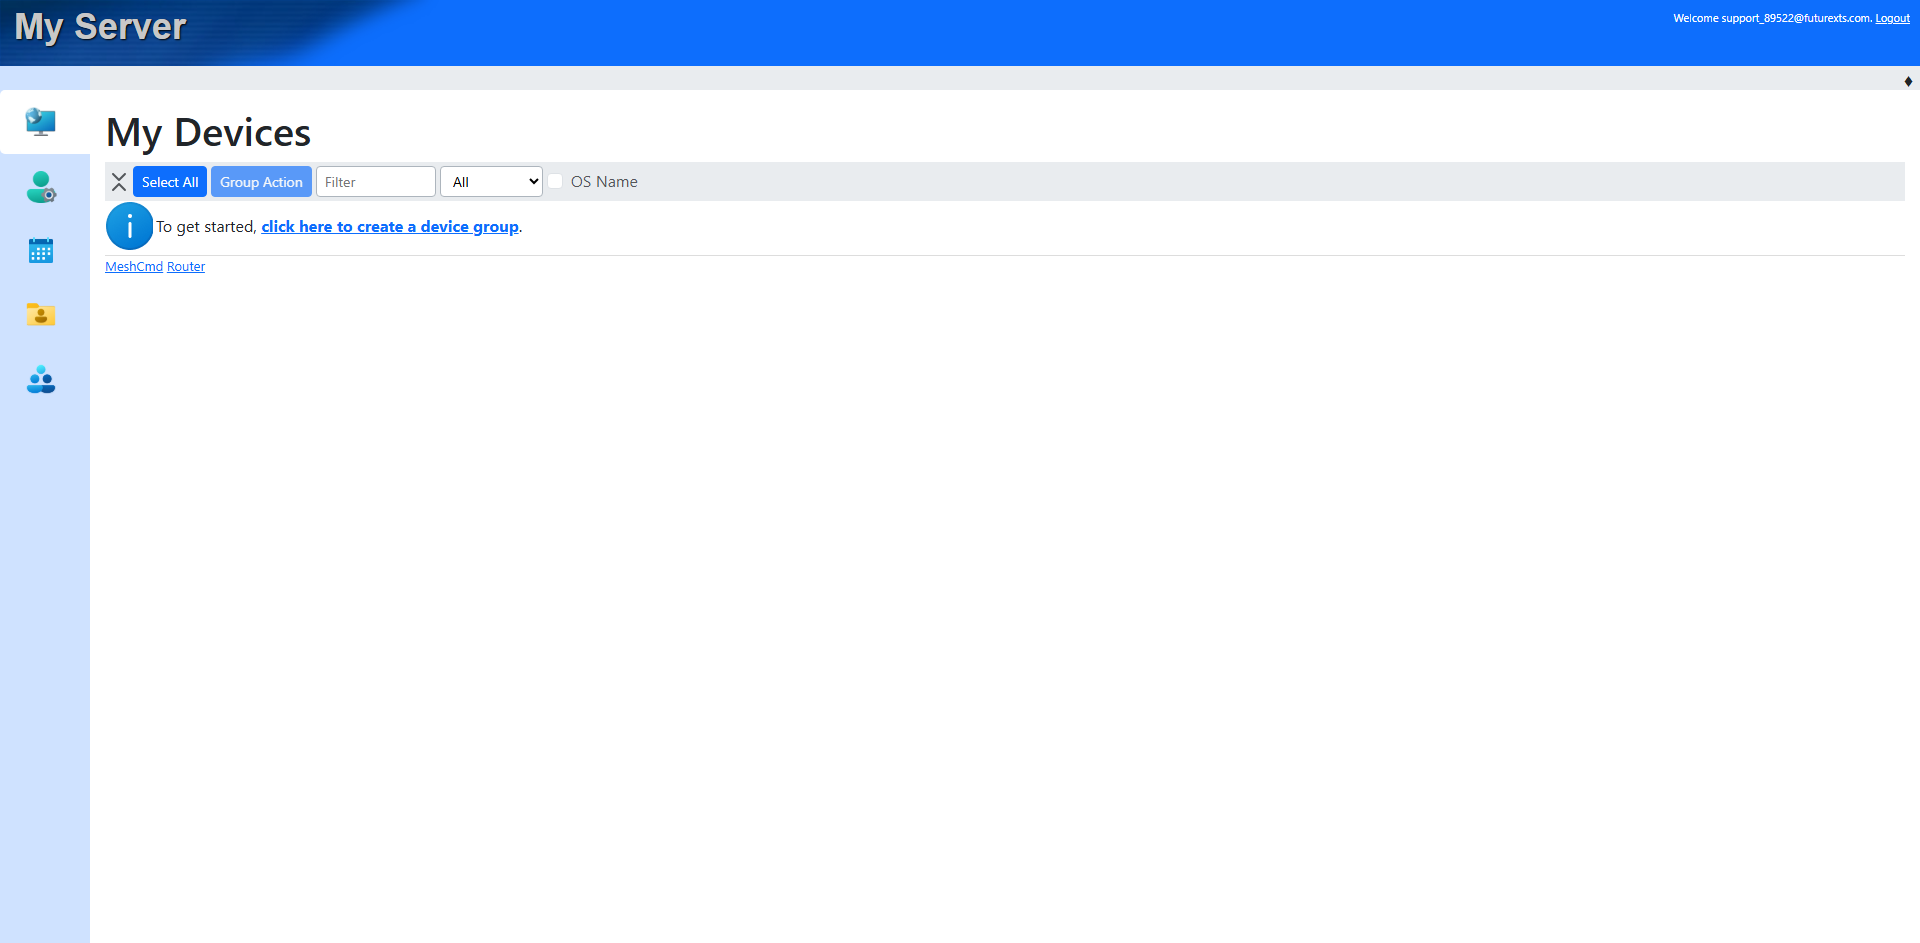 My Server
Welcome support_89522@futurexts.com. Logout
My Devices
Select All Group Action Filter All OS Name
To get started, click here to create a device group.
MeshCmd Router